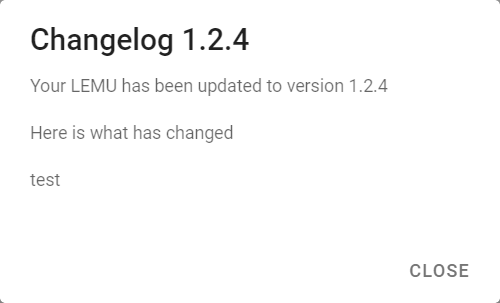 Changelog 1.2.4
Your LEMU has been updated to version 1.2.4
Here is what has changed
test
CLOSE